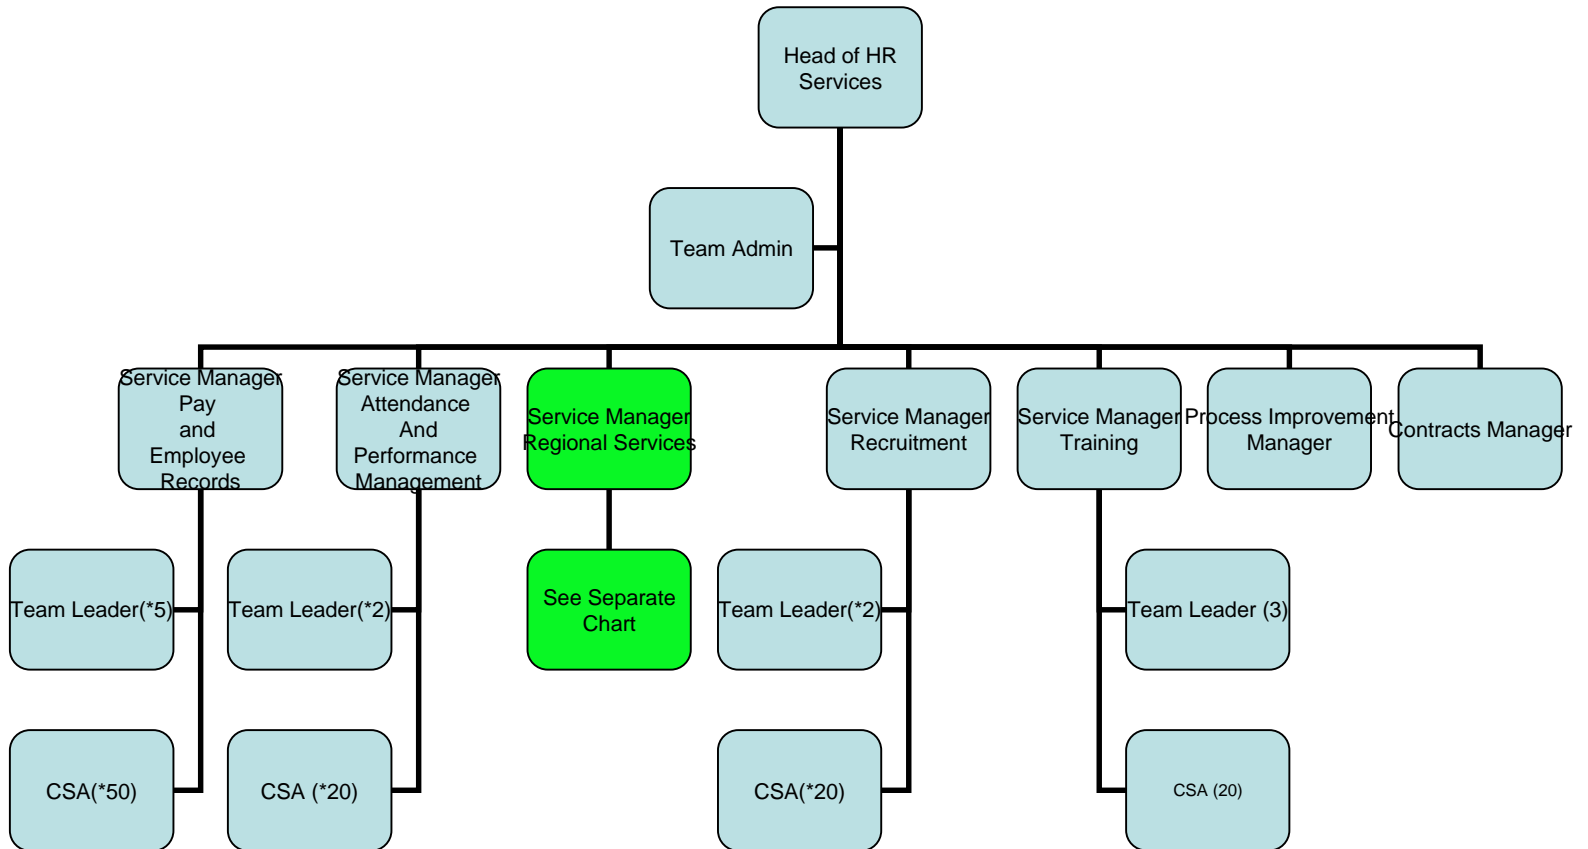 Head of HR
Services
Team Admin
Service Manager
Pay
and
Employee
Records
Service Manager
Attendance
And
Performance
Management
Service Manager
Regional Services
Service Manager
Recruitment
Service Manager
Training
Process Improvement
Manager
Contracts Manager
Team Leader(*5)
Team Leader(*2)
See Separate
Chart
Team Leader(*2)
Team Leader (3)
CSA(*50)
CSA (*20)
CSA(*20)
CSA (20)